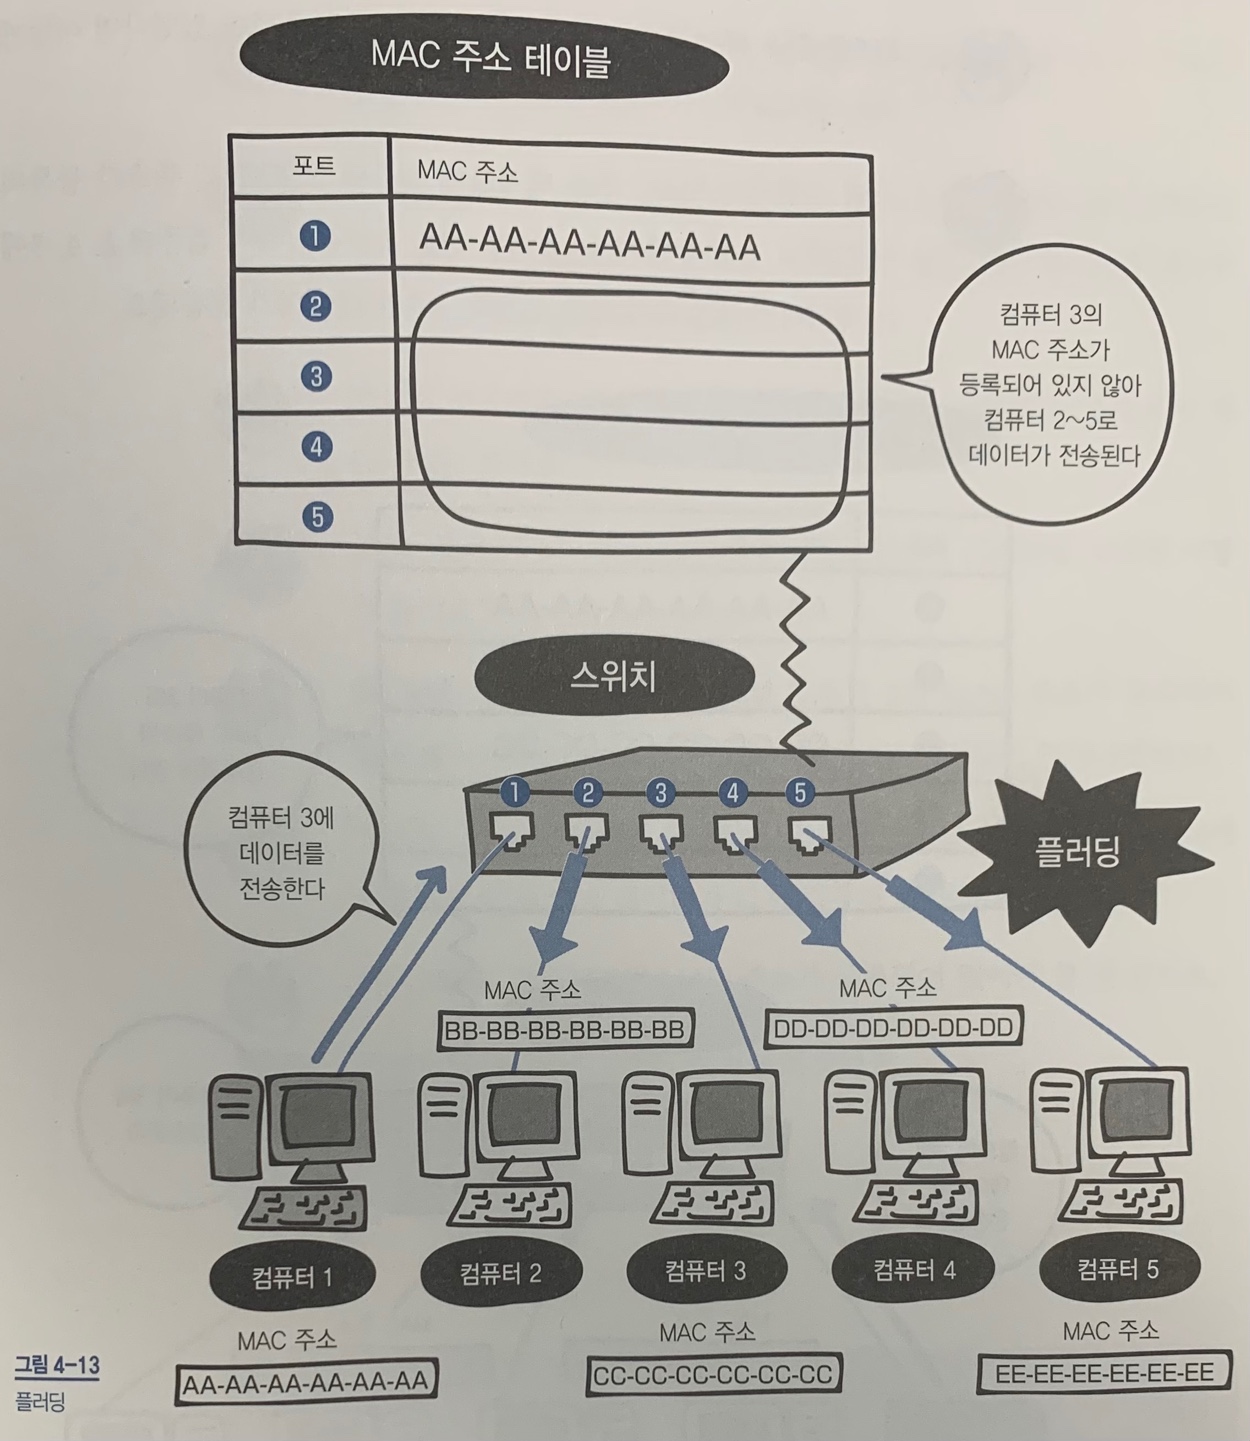 MAC 주소 테이블
포트 MAC 주소
1 AA-AA-AA-AA-AA-AA
2
3
4
5
컴퓨터 3의
MAC 주소가
등록되어 있지 않아
컴퓨터 2~5로
데이터가 전송된다
스위치
1 2 3 4 5
컴퓨터 3에
데이터를
전송한다
플러딩
MAC 주소
BB-BB-BB-BB-BB-BB
MAC 주소
DD-DD-DD-DD-DD-DD
컴퓨터 1
컴퓨터 2
컴퓨터 3
컴퓨터 4
컴퓨터 5
MAC 주소
AA-AA-AA-AA-AA-AA
MAC 주소
CC-CC-CC-CC-CC-CC
MAC 주소
EE-EE-EE-EE-EE-EE
그림 4-13
플러딩